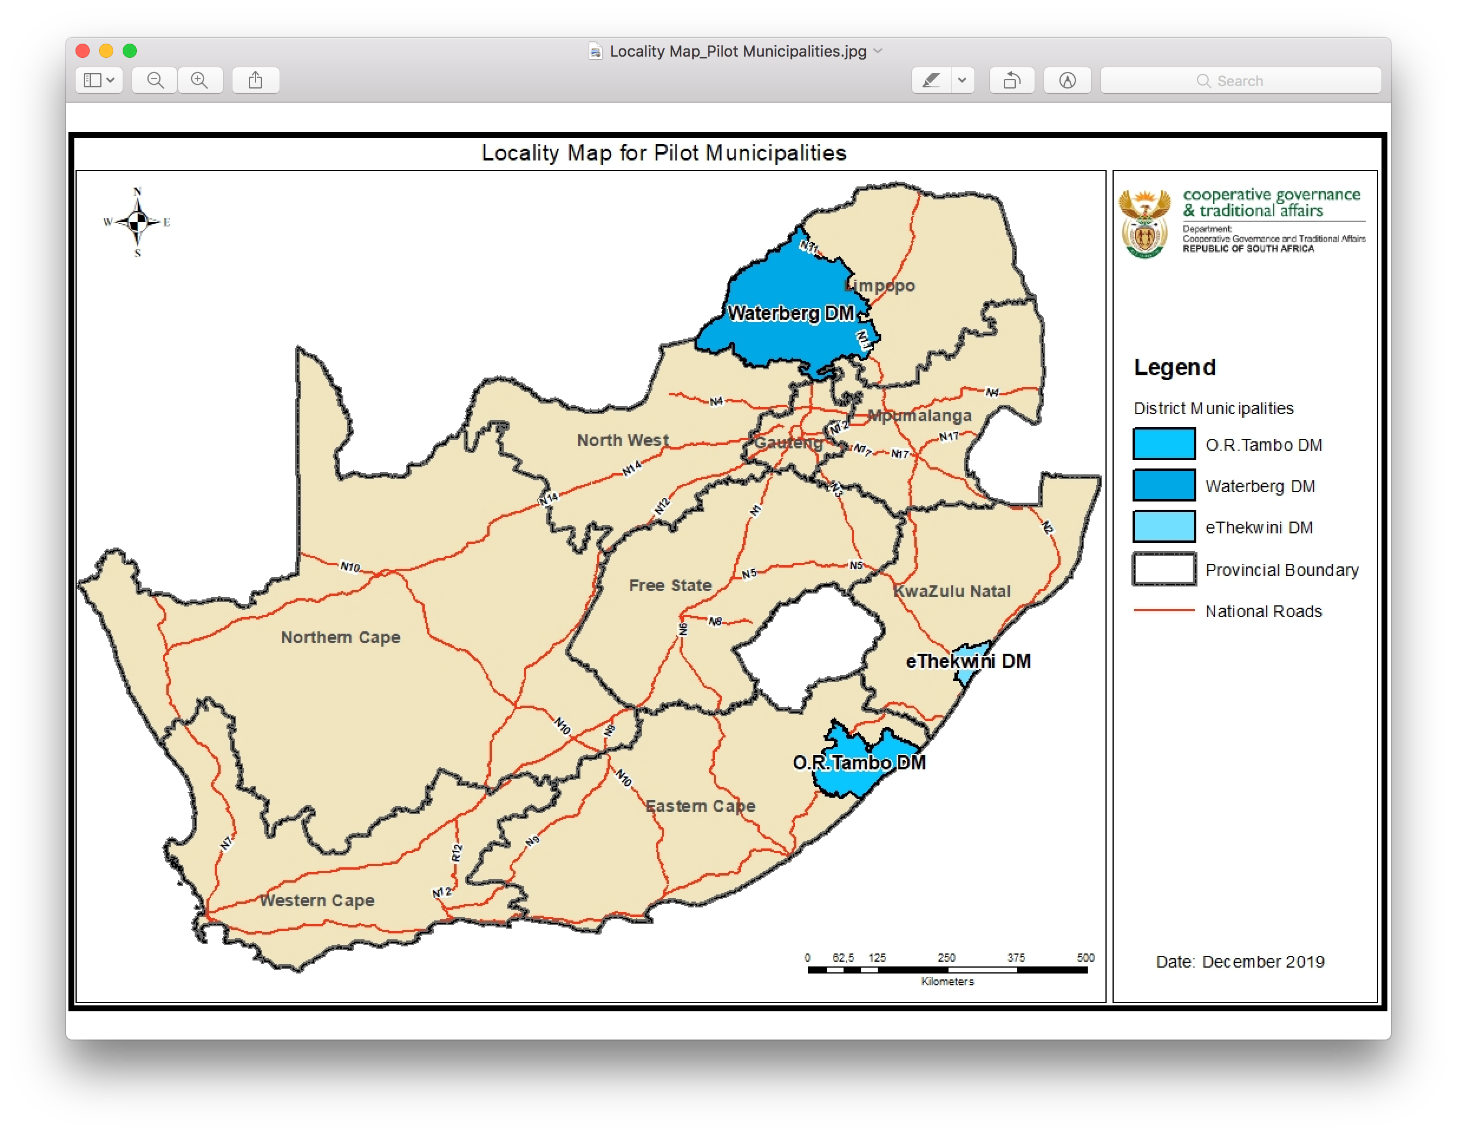 Locality Map_Pilot Municipalities.jpg
Search
Locality Map for Pilot Municipalities
N
W E
S
cooperative governance
& traditional affairs
Department:
Cooperative Governance and Traditional Affairs
REPUBLIC OF SOUTH AFRICA
N11
Limpopo
Waterberg DM
N11
N4
N4
Mpumalanga
North West
Gauteng
N12
N17
N17
N17
N14
N14
N12
N3
N1
N2
N10
N5
N5
Free State
KwaZulu Natal
N8
N6
Northern Cape
eThekwini DM
N10
N9
O.R.Tambo DM
N10
Eastern Cape
N7
N9
R12
N12
Western Cape
Legend
District Municipalities
O.R.Tambo DM
Waterberg DM
eThekwini DM
Provincial Boundary
National Roads
0 62,5 125 250 375 500
Kilometers
Date: December 2019